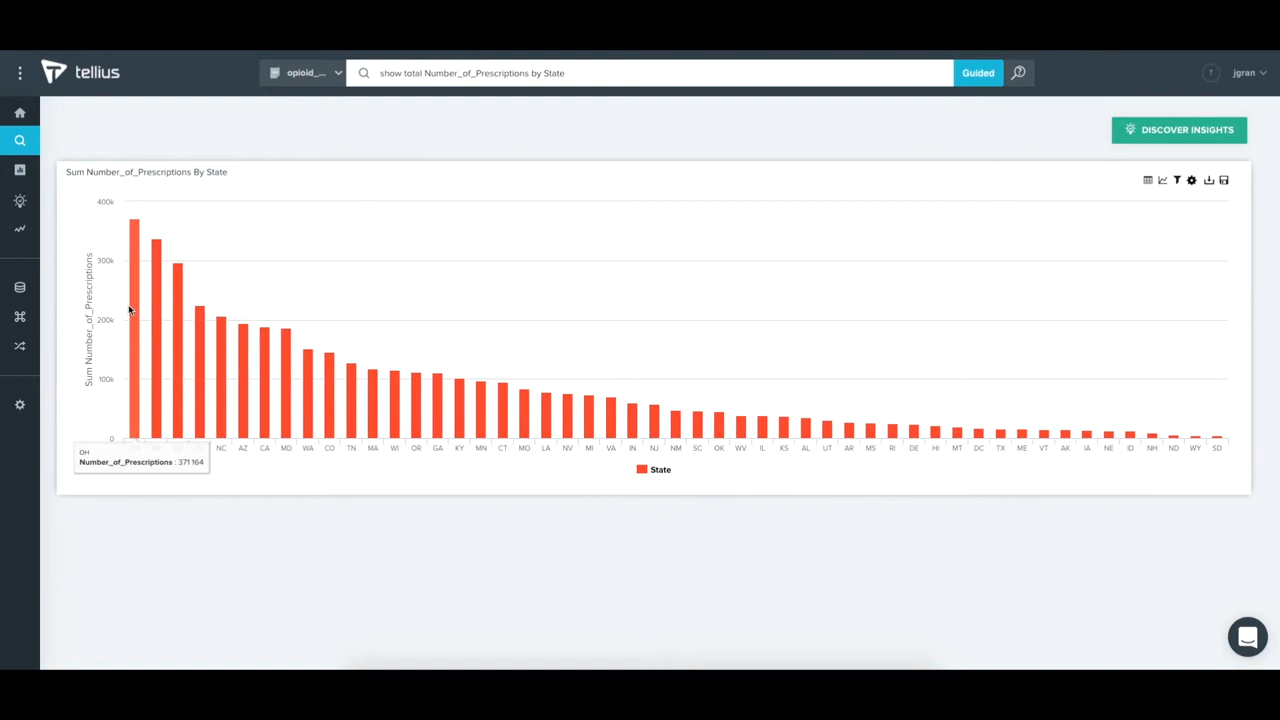 tellius
opioid_...
show total Number_of_Prescriptions by State
Guided
?
jgran
DISCOVER INSIGHTS
Sum Number_of_Prescriptions By State
Sum Number_of_Prescriptions
400k
300k
200k
100k
0
NC AZ CA MD WA CO TN MA WI OR GA KY MN CT MO LA NV MI VA IN NJ NM SC OK WV IL KS AL UT AR MS RI DE HI MT DC TX ME VT AK IA NE ID NH ND WY SD
OH
Number_of_Prescriptions : 371 164
State